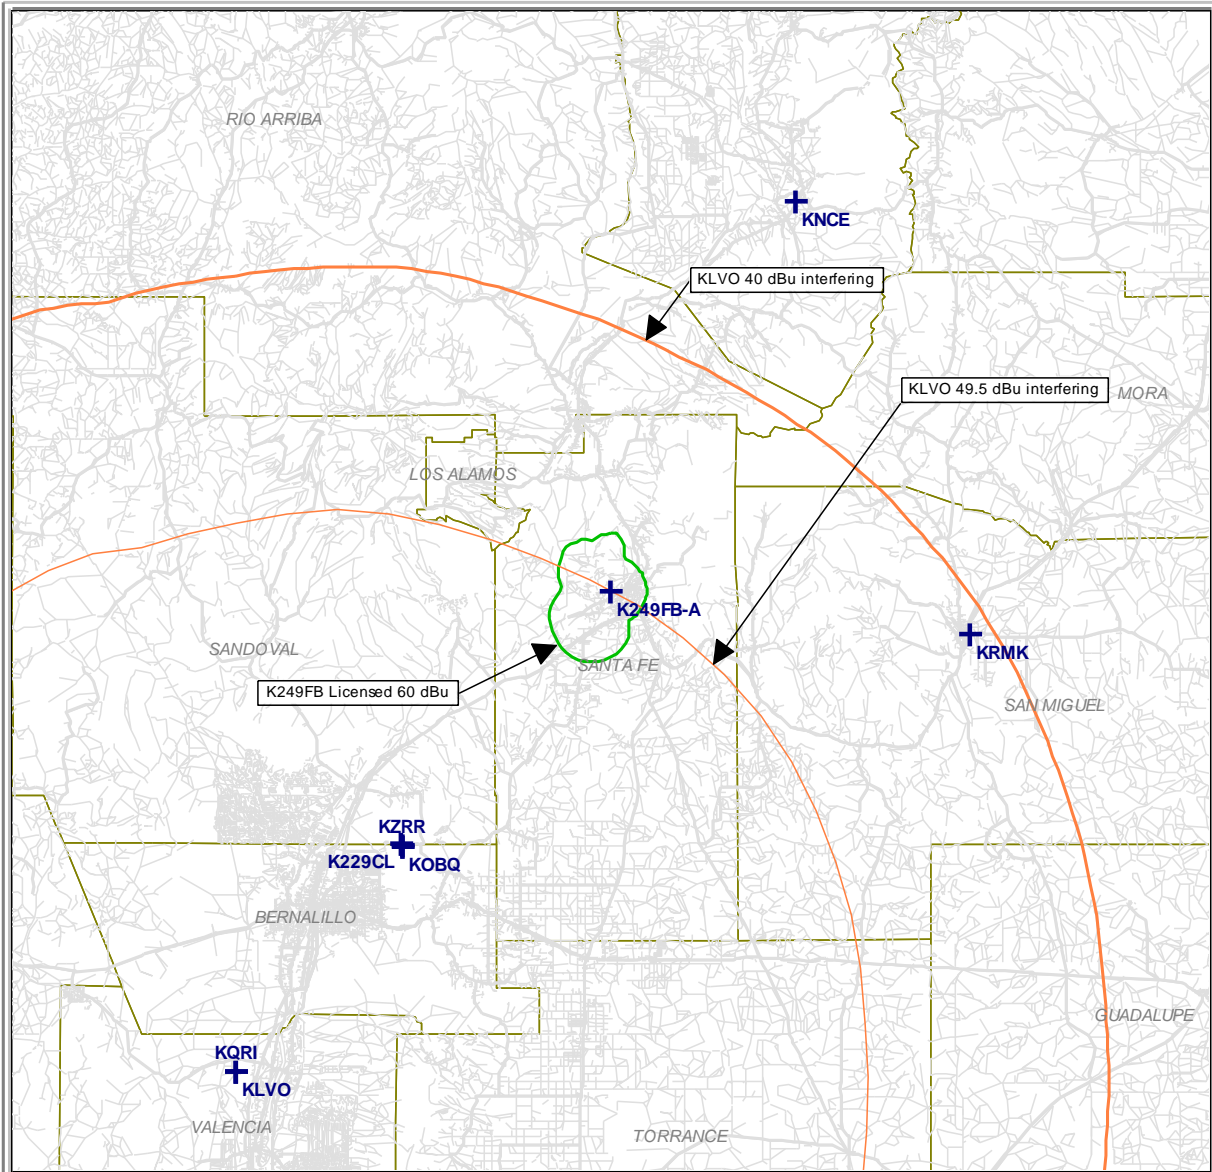 RIO ARRIBA
KNCE
KLVO 40 dBu interfering
KLVO 49.5 dBu interfering
MORA
LOS ALAMOS
K249FB-A
KRMK
SANDOVAL
SANTA FE
K249FB Licensed 60 dBu
SAN MIGUEL
KZRR
K229CL
KOBQ
BERNALILLO
GUADALUPE
KQRI
KLVO
VALENCIA
TORRANCE